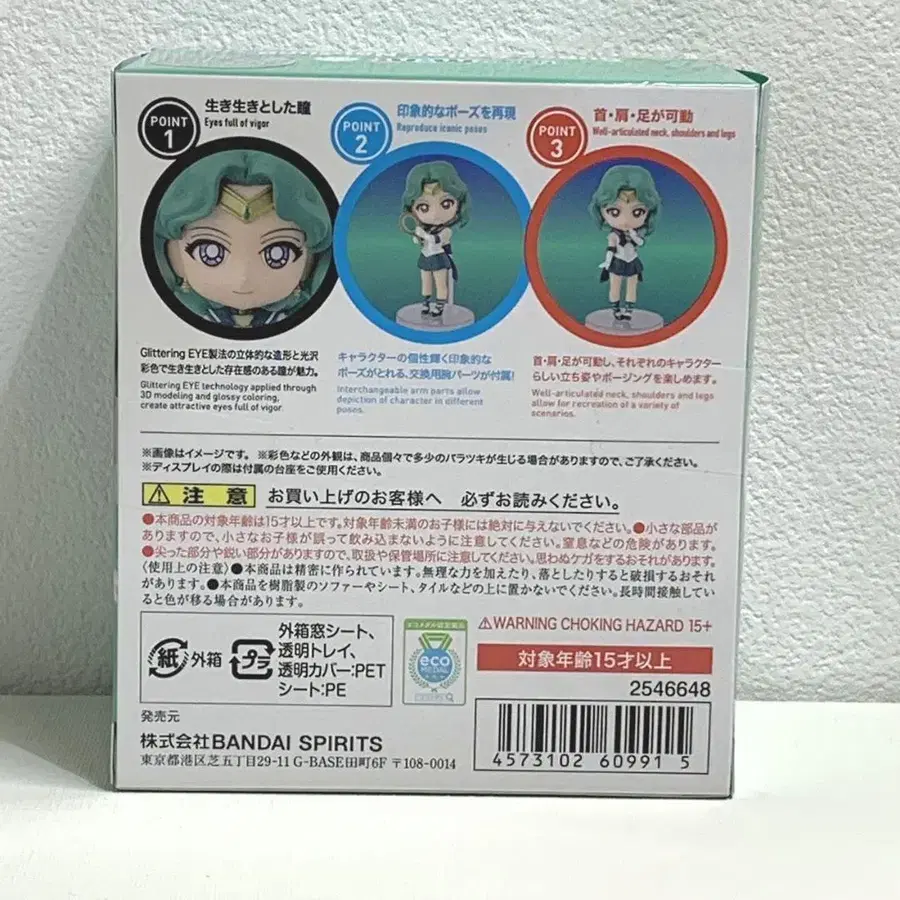 POINT
1
生き生きとした瞳
Eyes full of vigor
POINT
2
印象的なポーズを再現
Reproduce iconic poses
POINT
3
首・肩・足が可動
Well-articulated neck, shoulders and legs
Glittering EYE製法の立体的な造形と光沢
彩色で生き生きとした存在感のある瞳が魅力。
Glittering EYE technology applied through
3D modeling and glossy coloring,
create attractive eyes full of vigor.
キャラクターの個性輝く印象的な
ポーズがとれる、交換用腕パーツが付属!
Interchangeable arm parts allow
depiction of character in different
poses.
首・肩・足が可動し、それぞれのキャラクター
らしい立ち姿やポージングを楽しめます。
Well-articulated neck, shoulders and legs
allow for recreation of a variety of
scenarios.
※画像はイメージです。 ※彩色などの外観は、商品個々で多少のバラツキが生じる場合がありますので、ご了承ください。
※ディスプレイの際は付属の台座をご使用ください。
注 意 お買い上げのお客様へ 必ずお読みください。
●本商品の対象年齢は15才以上です。対象年齢未満のお子様には絶対に与えないでください。●小さな部品が
ありますので、小さなお子様が誤って飲み込まないように注意してください。窒息などの危険があります。
●尖った部分や鋭い部分がありますので、取扱や保管場所に注意してください。思わぬケガをするおそれがあります。
〈使用上の注意〉●本商品は精密に作られています。無理な力を加えたり、落としたりすると破損するおそれ
があります。●本商品を樹脂製のソファーやシート、タイルなどの上に置かないでください。長時間接触してい
ると色が移る場合があります。
紙 外箱
プラ
外箱窓シート、
透明トレイ、
透明カバー:PET
シート:PE
eco
MEDAL
⚠WARNING CHOKING HAZARD 15+
対象年齢15才以上
2546648
4573102 60991 5
発売元
株式会社BANDAI SPIRITS
東京都港区芝五丁目29-11 G-BASE田町6F 〒108-0014